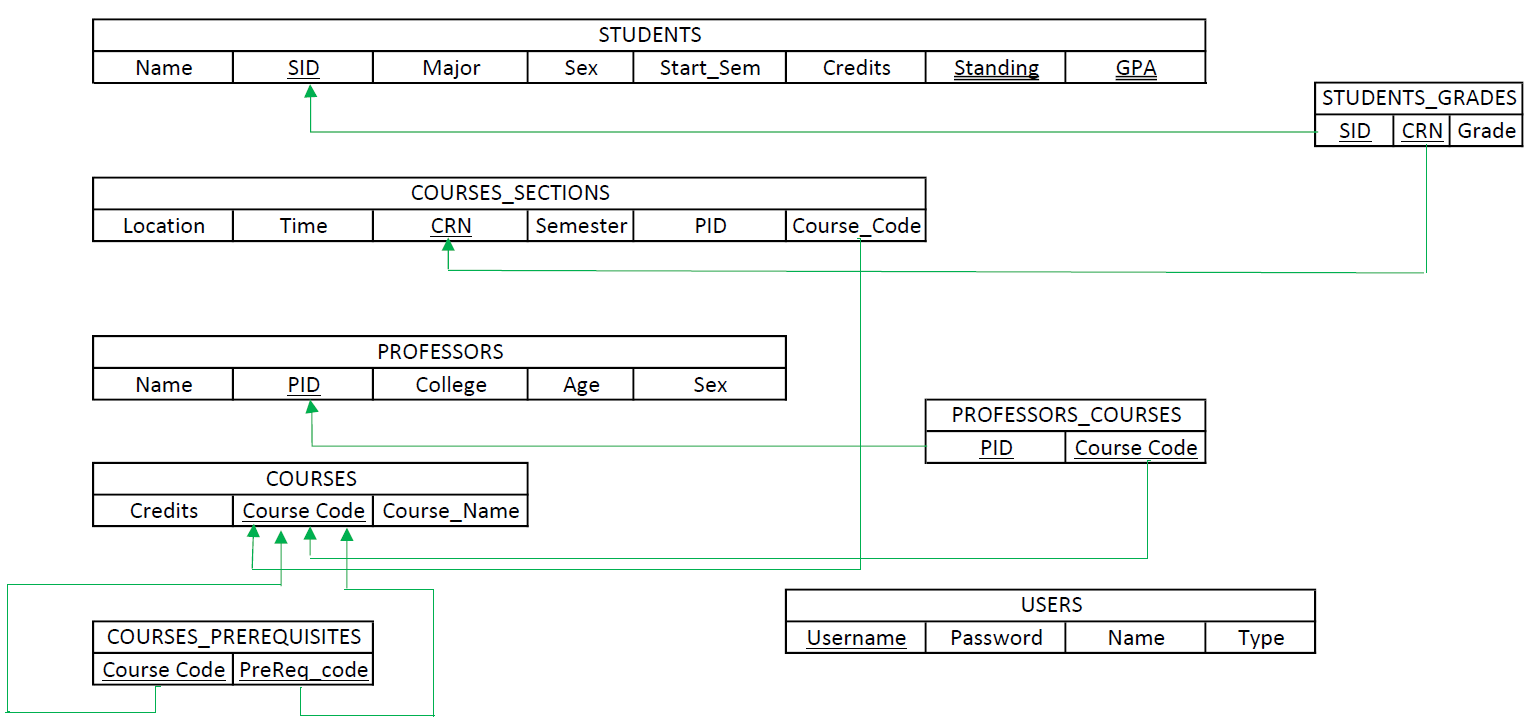 STUDENTS
Name SID Major Sex Start_Sem Credits Standing GPA
STUDENTS_GRADES
SID CRN Grade
COURSES_SECTIONS
Location Time CRN Semester PID Course_Code
PROFESSORS
Name PID College Age Sex
PROFESSORS_COURSES
PID Course Code
COURSES
Credits Course Code Course_Name
USERS
Username Password Name Type
COURSES_PREREQUISITES
Course Code PreReq_code